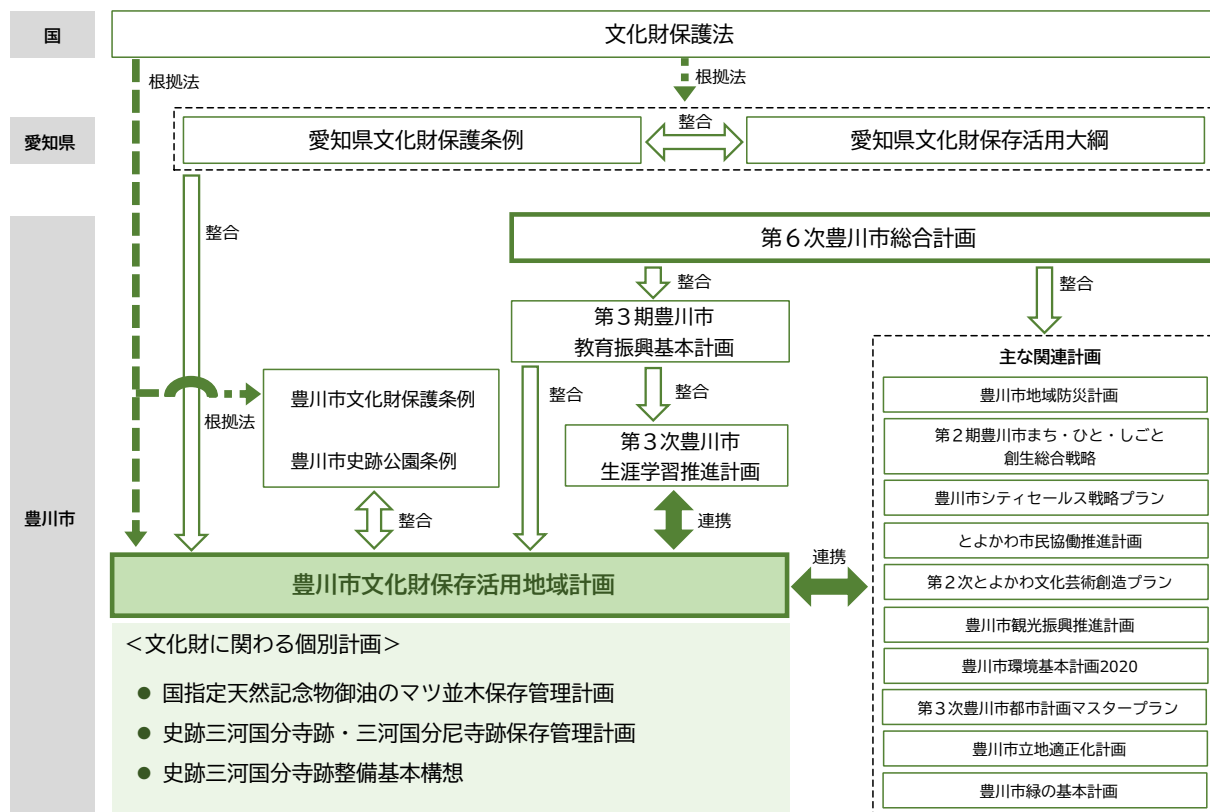 国
文化財保護法
根拠法
根拠法
愛知県
愛知県文化財保護条例
整合
愛知県文化財保存活用大綱
整合
豊川市
第６次豊川市総合計画
整合
整合
第３期豊川市
教育振興基本計画
整合
整合
根拠法
豊川市文化財保護条例
豊川市史跡公園条例
第３次豊川市
生涯学習推進計画
整合
連携
豊川市文化財保存活用地域計画
連携
＜文化財に関わる個別計画＞
● 国指定天然記念物御油のマツ並木保存管理計画
● 史跡三河国分寺跡・三河国分尼寺跡保存管理計画
● 史跡三河国分寺跡整備基本構想
主な関連計画
豊川市地域防災計画
第２期豊川市まち・ひと・しごと
創生総合戦略
豊川市シティセールス戦略プラン
とよかわ市民協働推進計画
第２次とよかわ文化芸術創造プラン
豊川市観光振興推進計画
豊川市環境基本計画2020
第３次豊川市都市計画マスタープラン
豊川市立地適正化計画
豊川市緑の基本計画